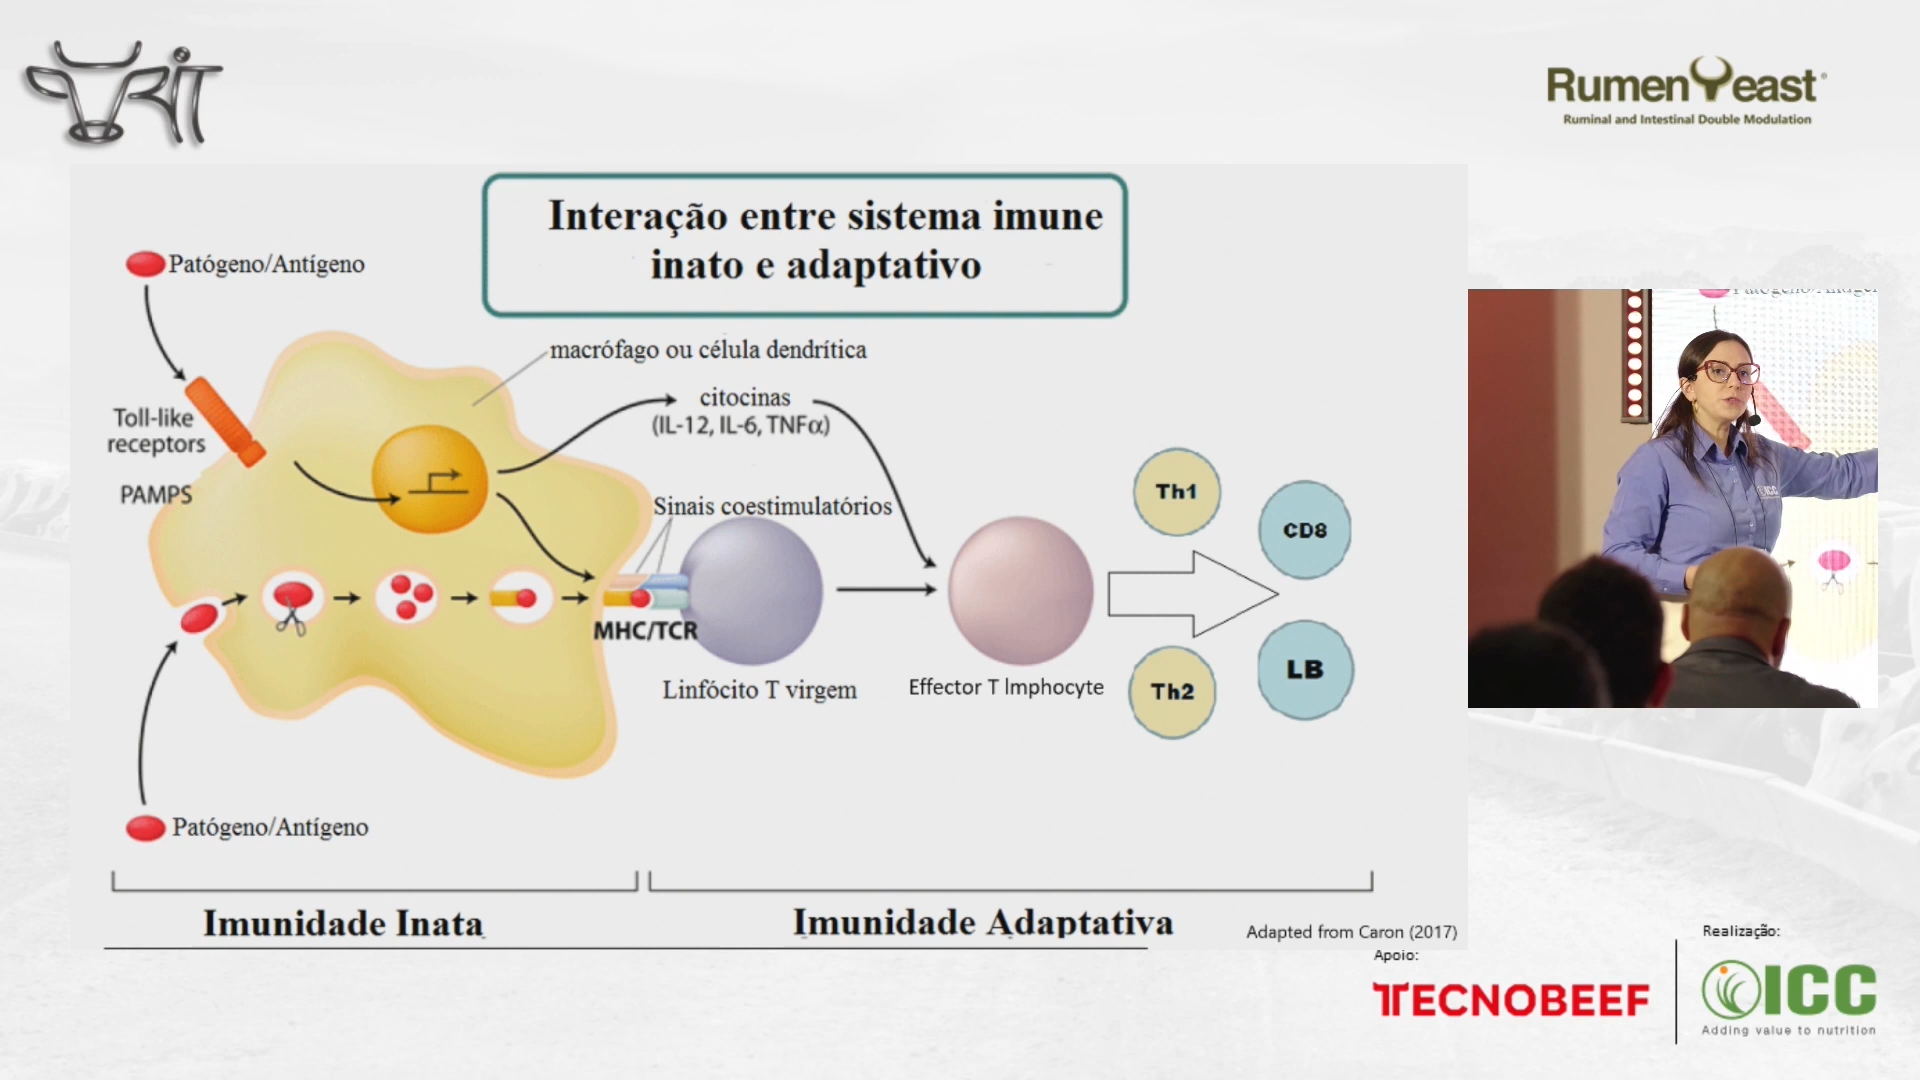 RIT
RumenYeast®
Ruminal and Intestinal Double Modulation
Interação entre sistema imune
inato e adaptativo
Patógeno/Antígeno
macrófago ou célula dendrítica
citocinas
(IL-12, IL-6, TNFα)
Toll-like
receptors
PAMPS
Sinais coestimulatórios
MHC/TCR
Linfócito T virgem
Effector T lmphocyte
Th1
CD8
Th2
LB
Patógeno/Antígeno
Imunidade Inata
Imunidade Adaptativa
Adapted from Caron (2017)
Apoio:
TECNOBEEF
Realização:
ICC
Adding value to nutrition
ICC